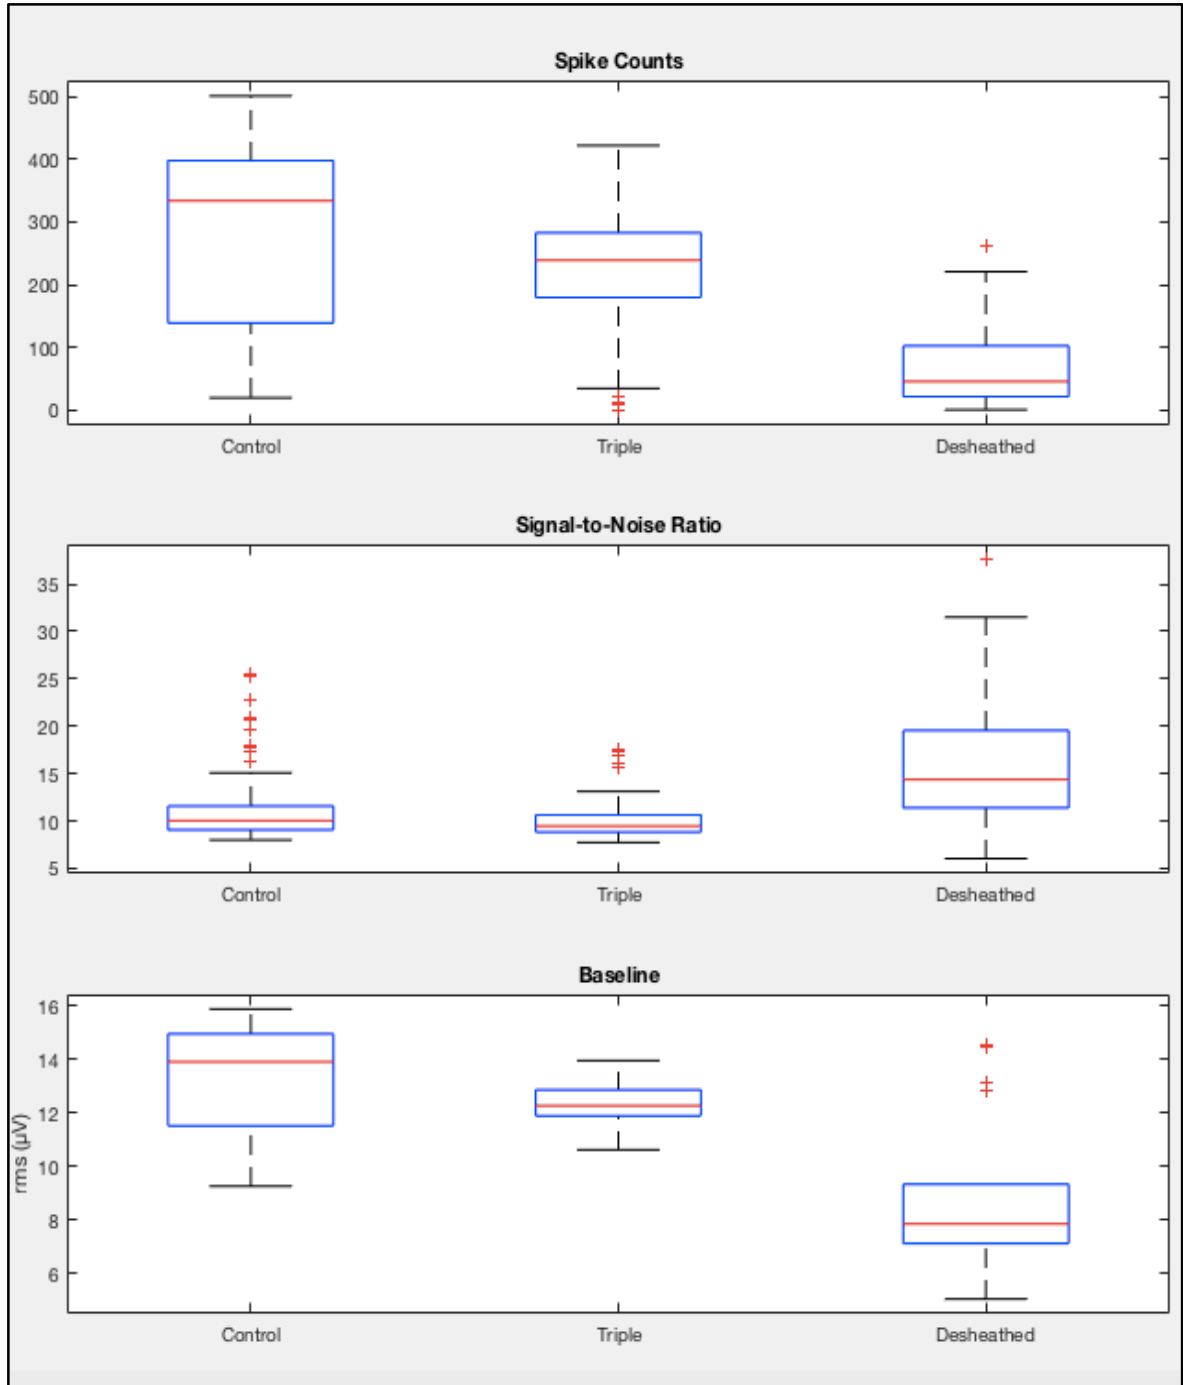 Spike Counts
500
400
300
200
100
0
Control Triple Desheathed
Signal-to-Noise Ratio
35
30
25
20
15
10
5
Control Triple Desheathed
Baseline
rms (µV)
16
14
12
10
8
6
Control Triple Desheathed